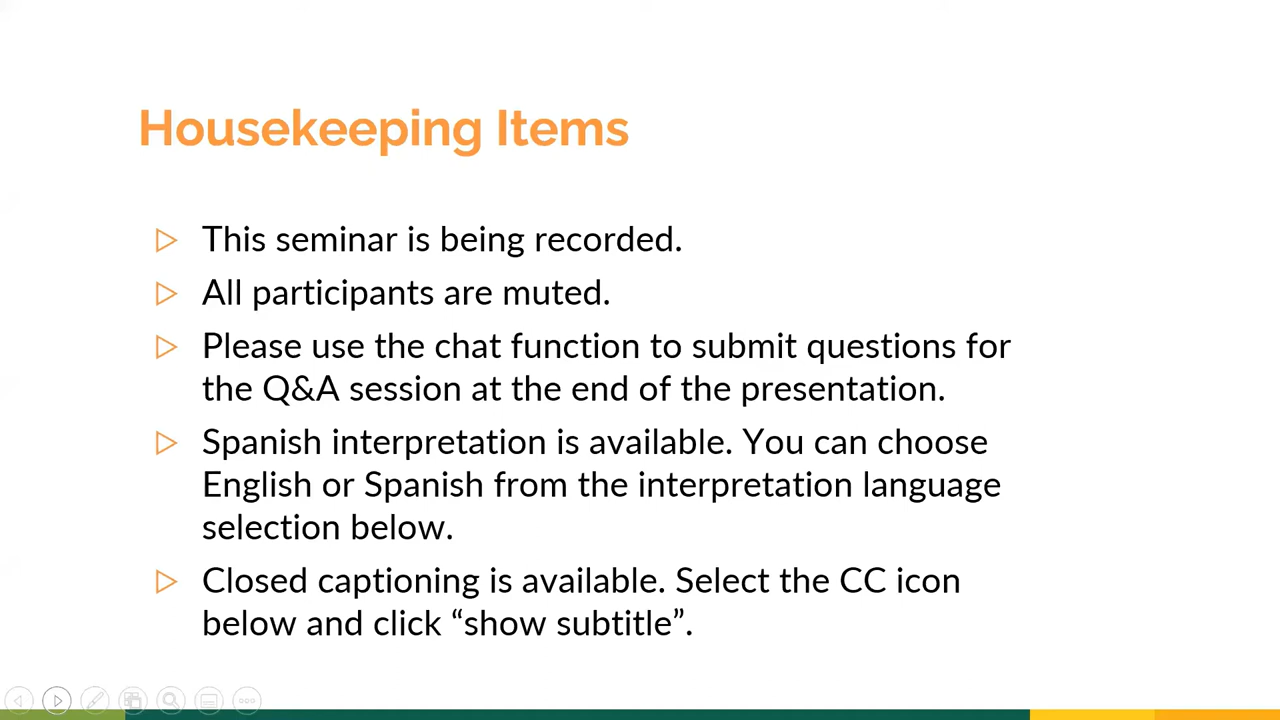 Housekeeping Items
This seminar is being recorded.
All participants are muted.
Please use the chat function to submit questions for
the Q&A session at the end of the presentation.
Spanish interpretation is available. You can choose
English or Spanish from the interpretation language
selection below.
Closed captioning is available. Select the CC icon
below and click “show subtitle”.